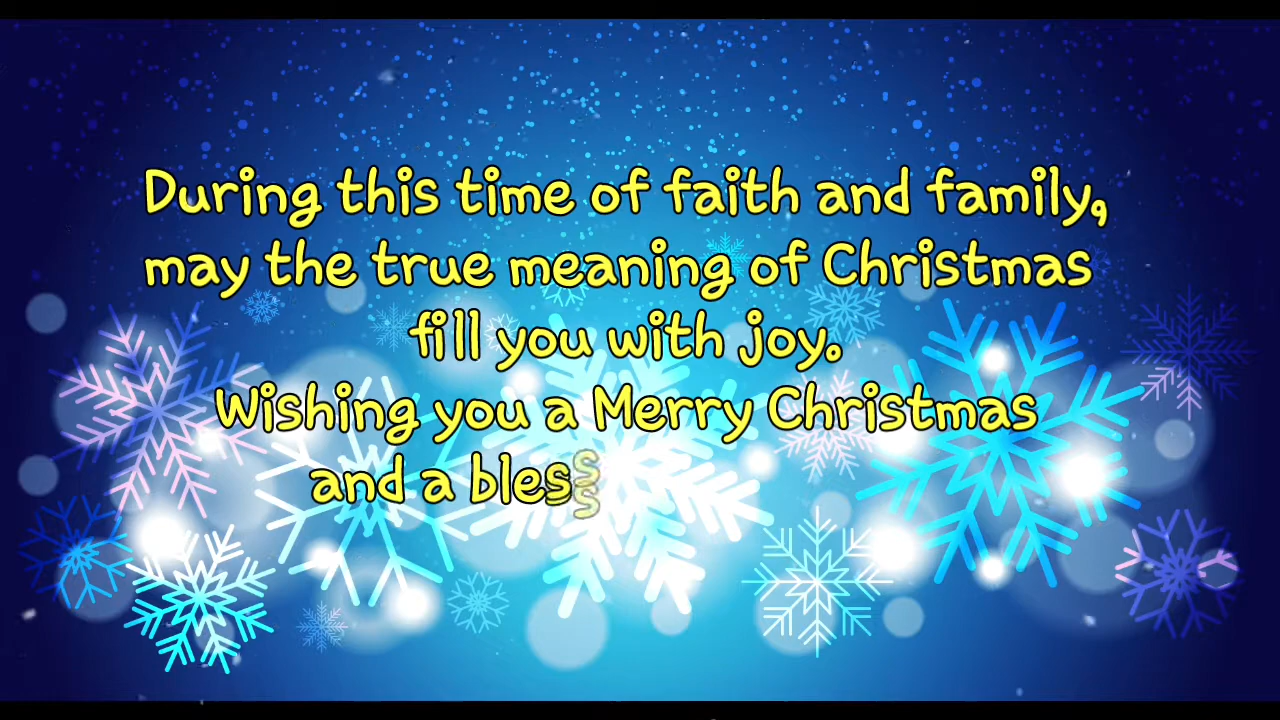 During this time of faith and family,
may the true meaning of Christmas
fill you with joy.
Wishing you a Merry Christmas
and a bles